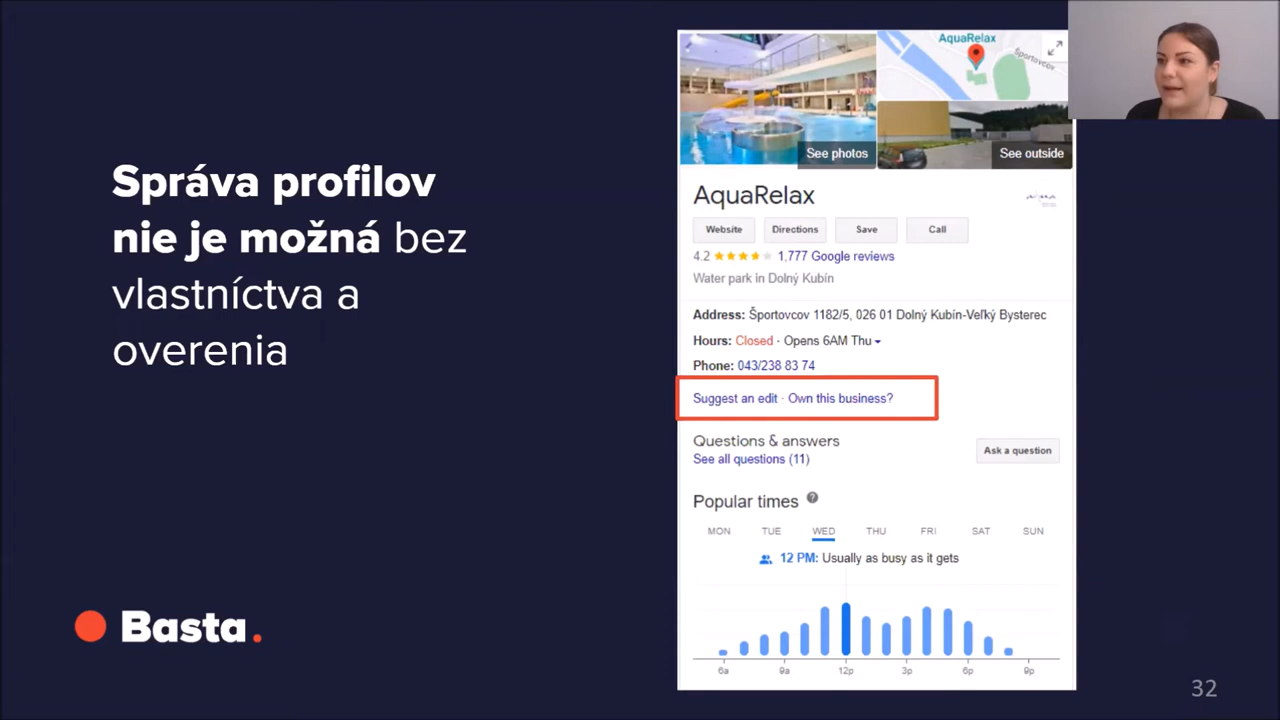 Správa profilov
nie je možná bez
vlastníctva a
overenia
Basta.
AquaRelax
Športovcov
See photos
See outside
AquaRelax
Website
Directions
Save
Call
4.2 1,777 Google reviews
Water park in Dolný Kubín
Address: Športovcov 1182/5, 026 01 Dolný Kubín-Veľký Bysterec
Hours: Closed · Opens 6AM Thu
Phone: 043/238 83 74
Suggest an edit · Own this business?
Questions & answers
See all questions (11)
Ask a question
Popular times ?
MON TUE WED THU FRI SAT SUN
12 PM: Usually as busy as it gets
6a 9a 12p 3p 6p 9p
32